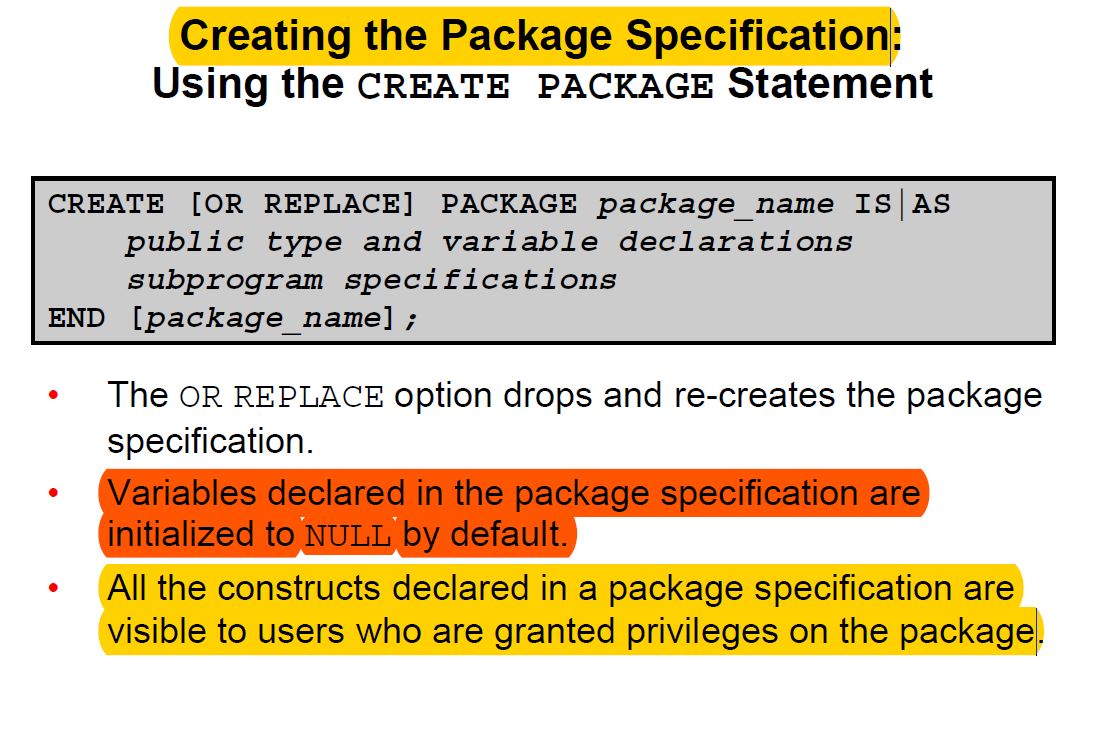 Creating the Package Specification:
Using the CREATE PACKAGE Statement
CREATE [OR REPLACE] PACKAGE package_name IS|AS
public type and variable declarations
subprogram specifications
END [package_name];
• The OR REPLACE option drops and re-creates the package
specification.
• Variables declared in the package specification are
initialized to NULL by default.
• All the constructs declared in a package specification are
visible to users who are granted privileges on the package.